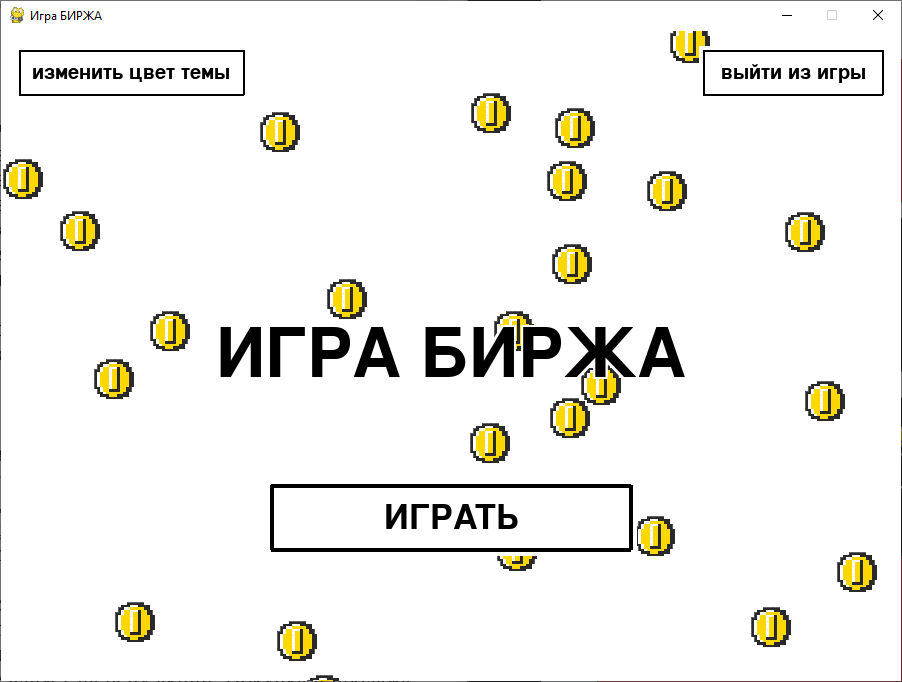 Игра БИРЖА
изменить цвет темы
выйти из игры
ИГРА БИРЖА
ИГРАТЬ